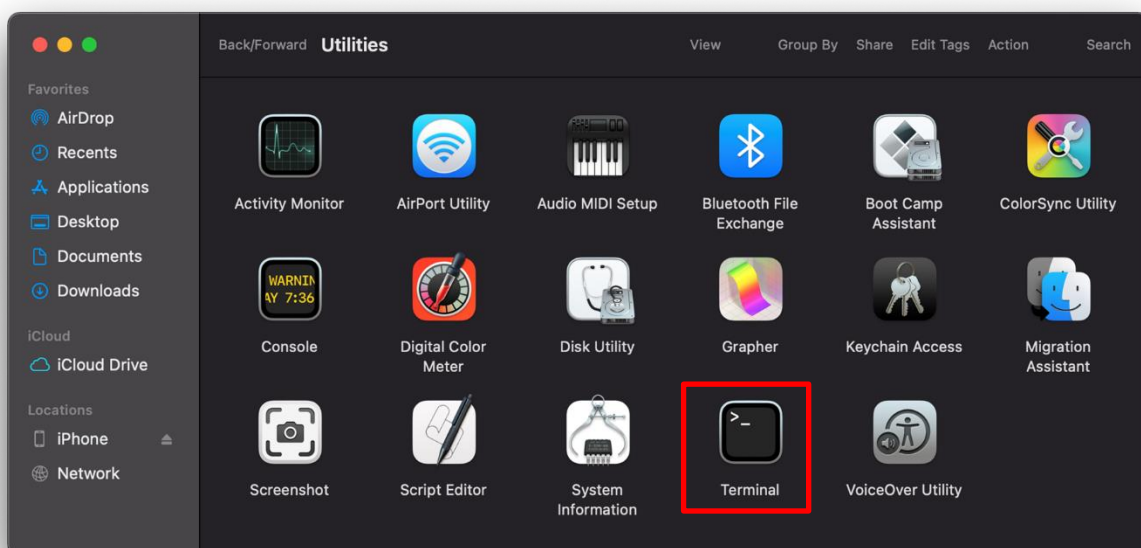 Back/Forward Utilities View Group By Share Edit Tags Action Search
Favorites
AirDrop
Recents
Applications
Desktop
Documents
Downloads
iCloud
iCloud Drive
Locations
iPhone
Network
Activity Monitor AirPort Utility Audio MIDI Setup Bluetooth File Boot Camp ColorSync Utility
Exchange Assistant
WARNIN
AY 7:36
Console Digital Color Disk Utility Grapher Keychain Access Migration
Meter Assistant
>_
Screenshot Script Editor System Terminal VoiceOver Utility
Information